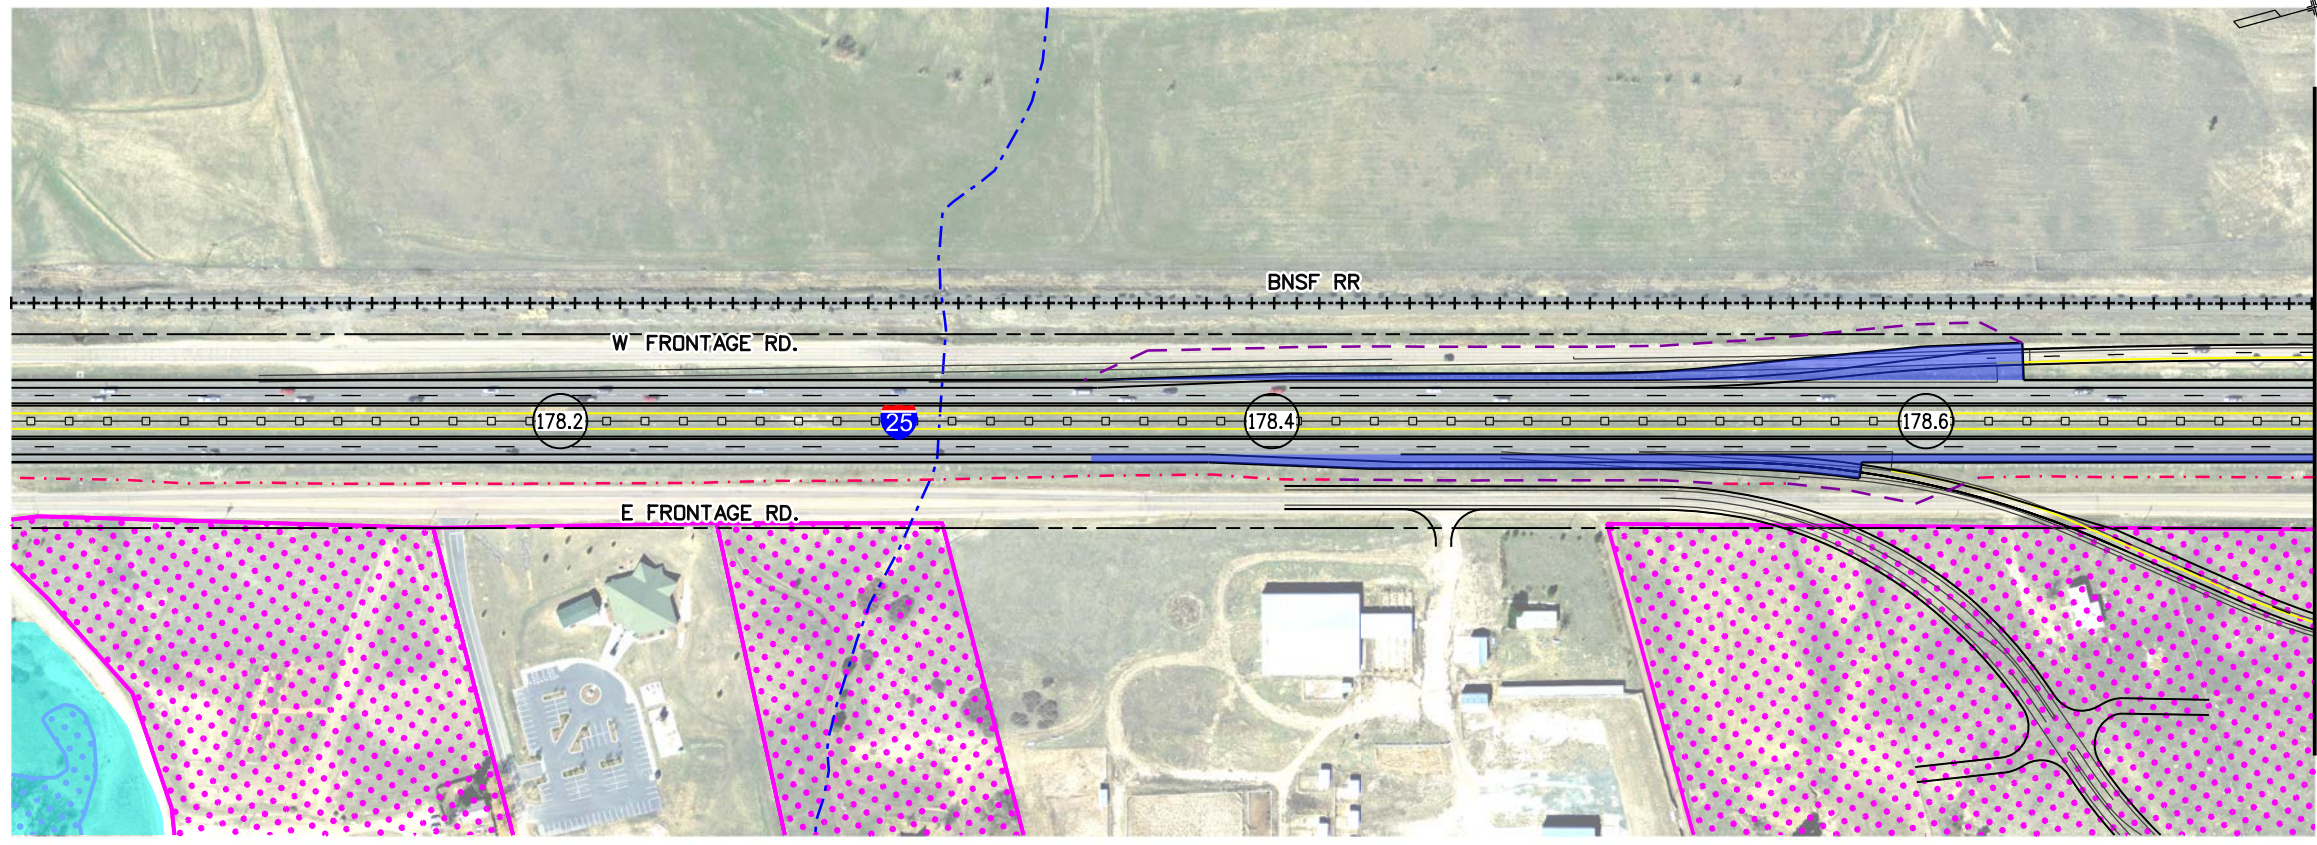 BNSF RR
W FRONTAGE RD.
178.2
25
178.4
178.6
E FRONTAGE RD.